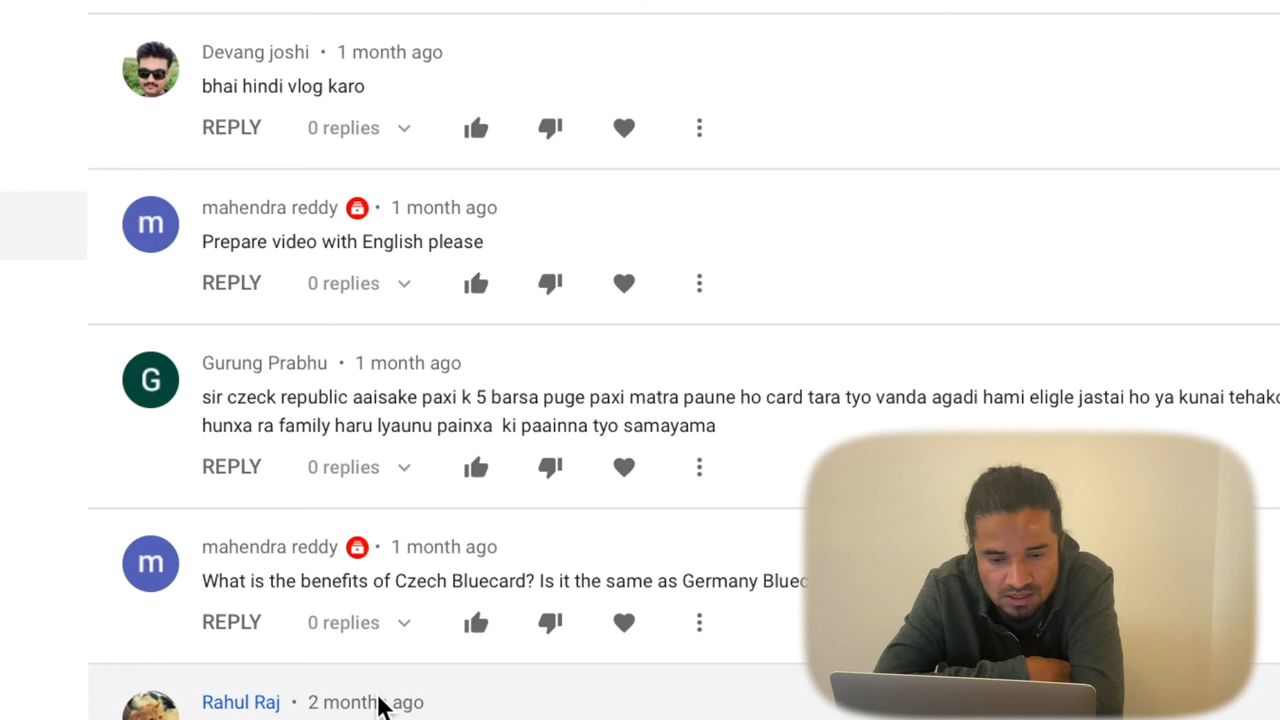 Devang joshi • 1 month ago
bhai hindi vlog karo
REPLY 0 replies
m
mahendra reddy • 1 month ago
Prepare video with English please
REPLY 0 replies
G
Gurung Prabhu • 1 month ago
sir czeck republic aaisake paxi k 5 barsa puge paxi matra paune ho card tara tyo vanda agadi hami eligle jastai ho ya kunai
hunxa ra family haru lyaunu painxa ki paainna tyo samayama
REPLY 0 replies
m
mahendra reddy • 1 month ago
What is the benefits of Czech Bluecard? Is it the same as Germany
REPLY 0 replies
Rahul Raj • 2 months ago